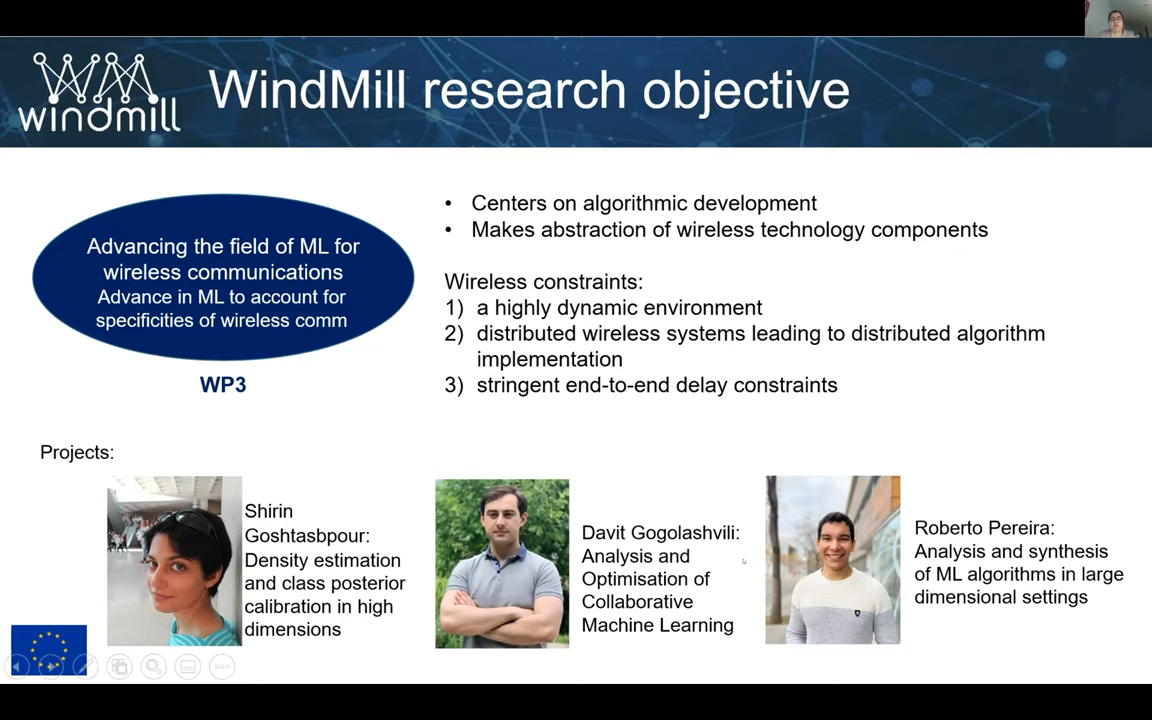 windmill
WindMill research objective
Advancing the field of ML for
wireless communications
Advance in ML to account for
specificities of wireless comm
WP3
• Centers on algorithmic development
• Makes abstraction of wireless technology components
Wireless constraints:
1) a highly dynamic environment
2) distributed wireless systems leading to distributed algorithm
implementation
3) stringent end-to-end delay constraints
Projects:
Shirin
Goshtasbpour:
Density estimation
and class posterior
calibration in high
dimensions
Davit Gogolashvili:
Analysis and
Optimisation of
Collaborative
Machine Learning
Roberto Pereira:
Analysis and synthesis
of ML algorithms in large
dimensional settings